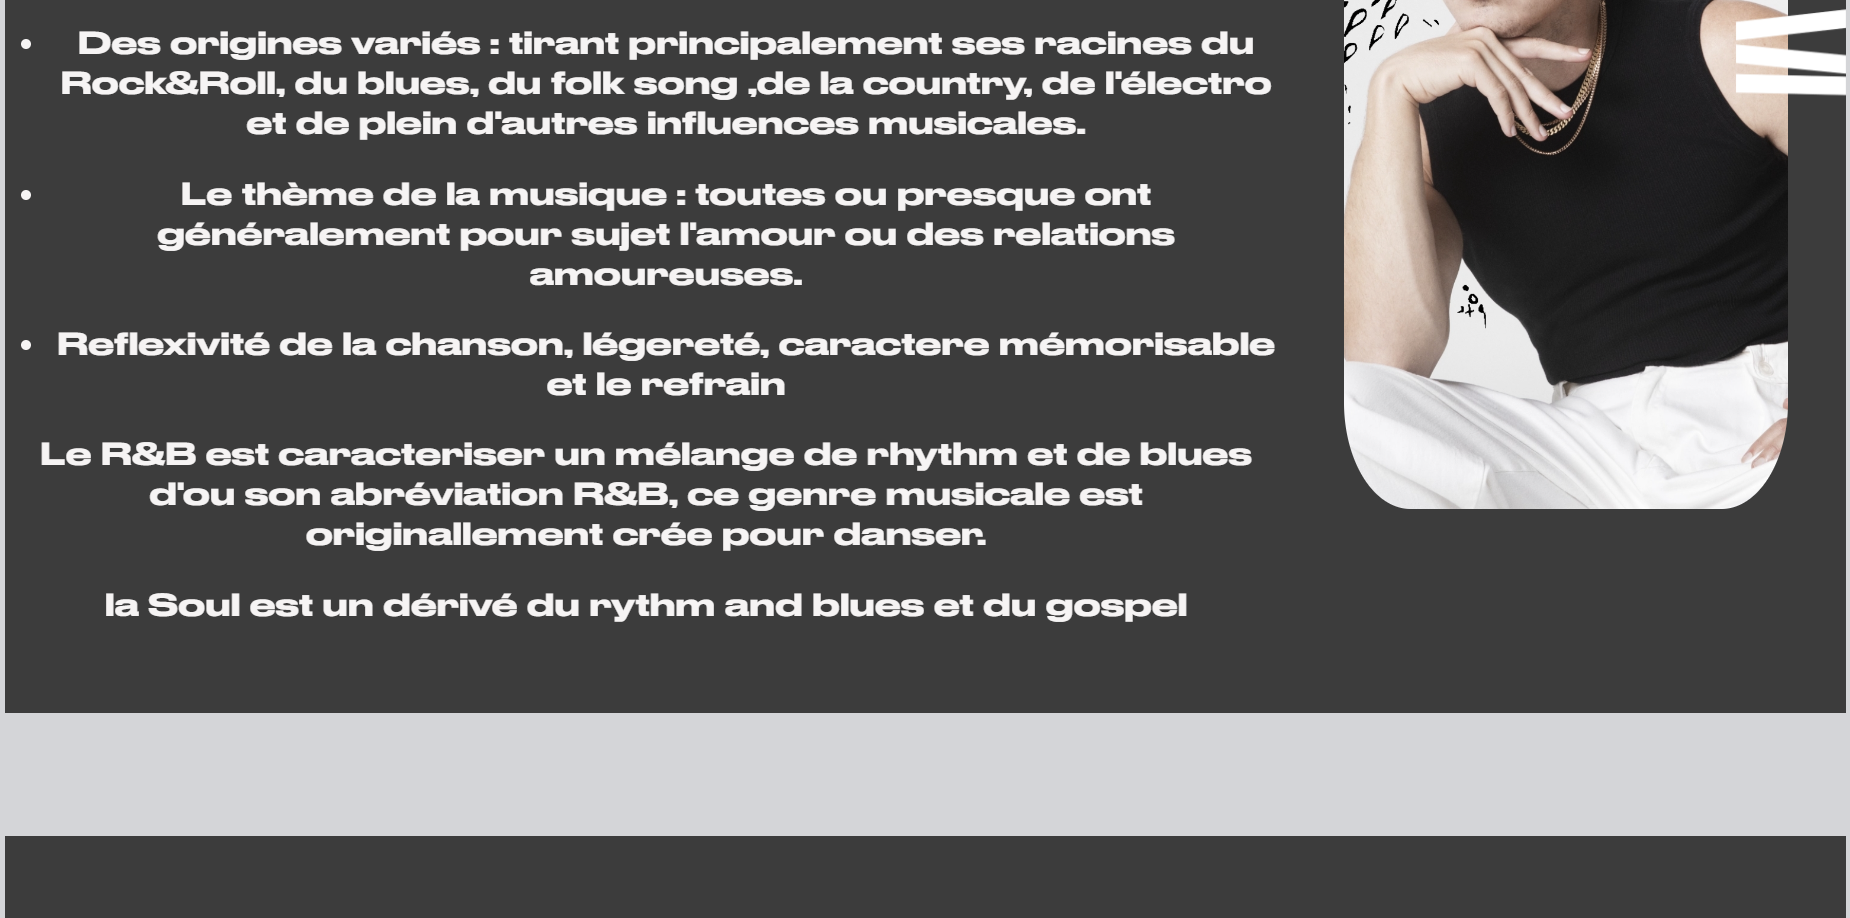 • Des origines variés : tirant principalement ses racines du
Rock&Roll, du blues, du folk song ,de la country, de l'électro
et de plein d'autres influences musicales.
• Le thème de la musique : toutes ou presque ont
généralement pour sujet l'amour ou des relations
amoureuses.
• Reflexivité de la chanson, légereté, caractere mémorisable
et le refrain
Le R&B est caracteriser un mélange de rhythm et de blues
d'ou son abréviation R&B, ce genre musicale est
originallement crée pour danser.
la Soul est un dérivé du rythm and blues et du gospel